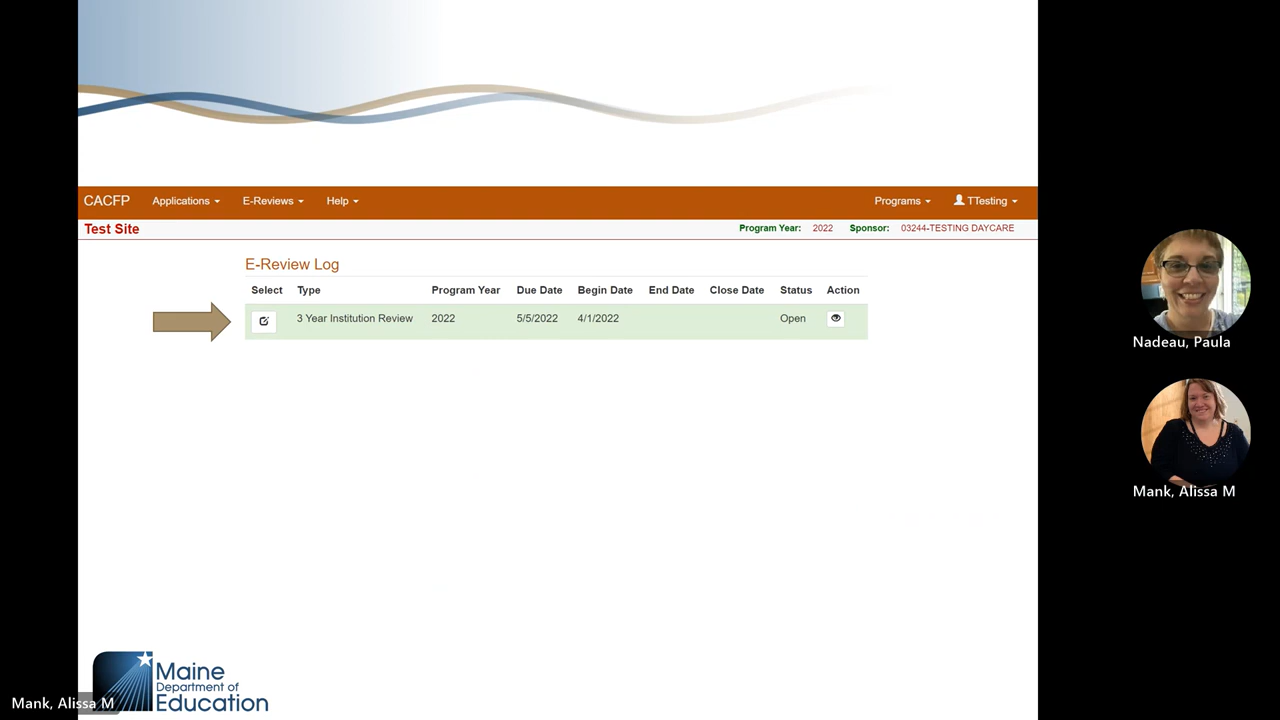 CACFP Applications E-Reviews Help Programs TTesting
Test Site Program Year: 2022 Sponsor: 03244-TESTING DAYCARE
E-Review Log
Select Type Program Year Due Date Begin Date End Date Close Date Status Action
3 Year Institution Review 2022 5/5/2022 4/1/2022 Open
Nadeau, Paula
Mank, Alissa M
Maine
Department of
Education
Mank, Alissa M